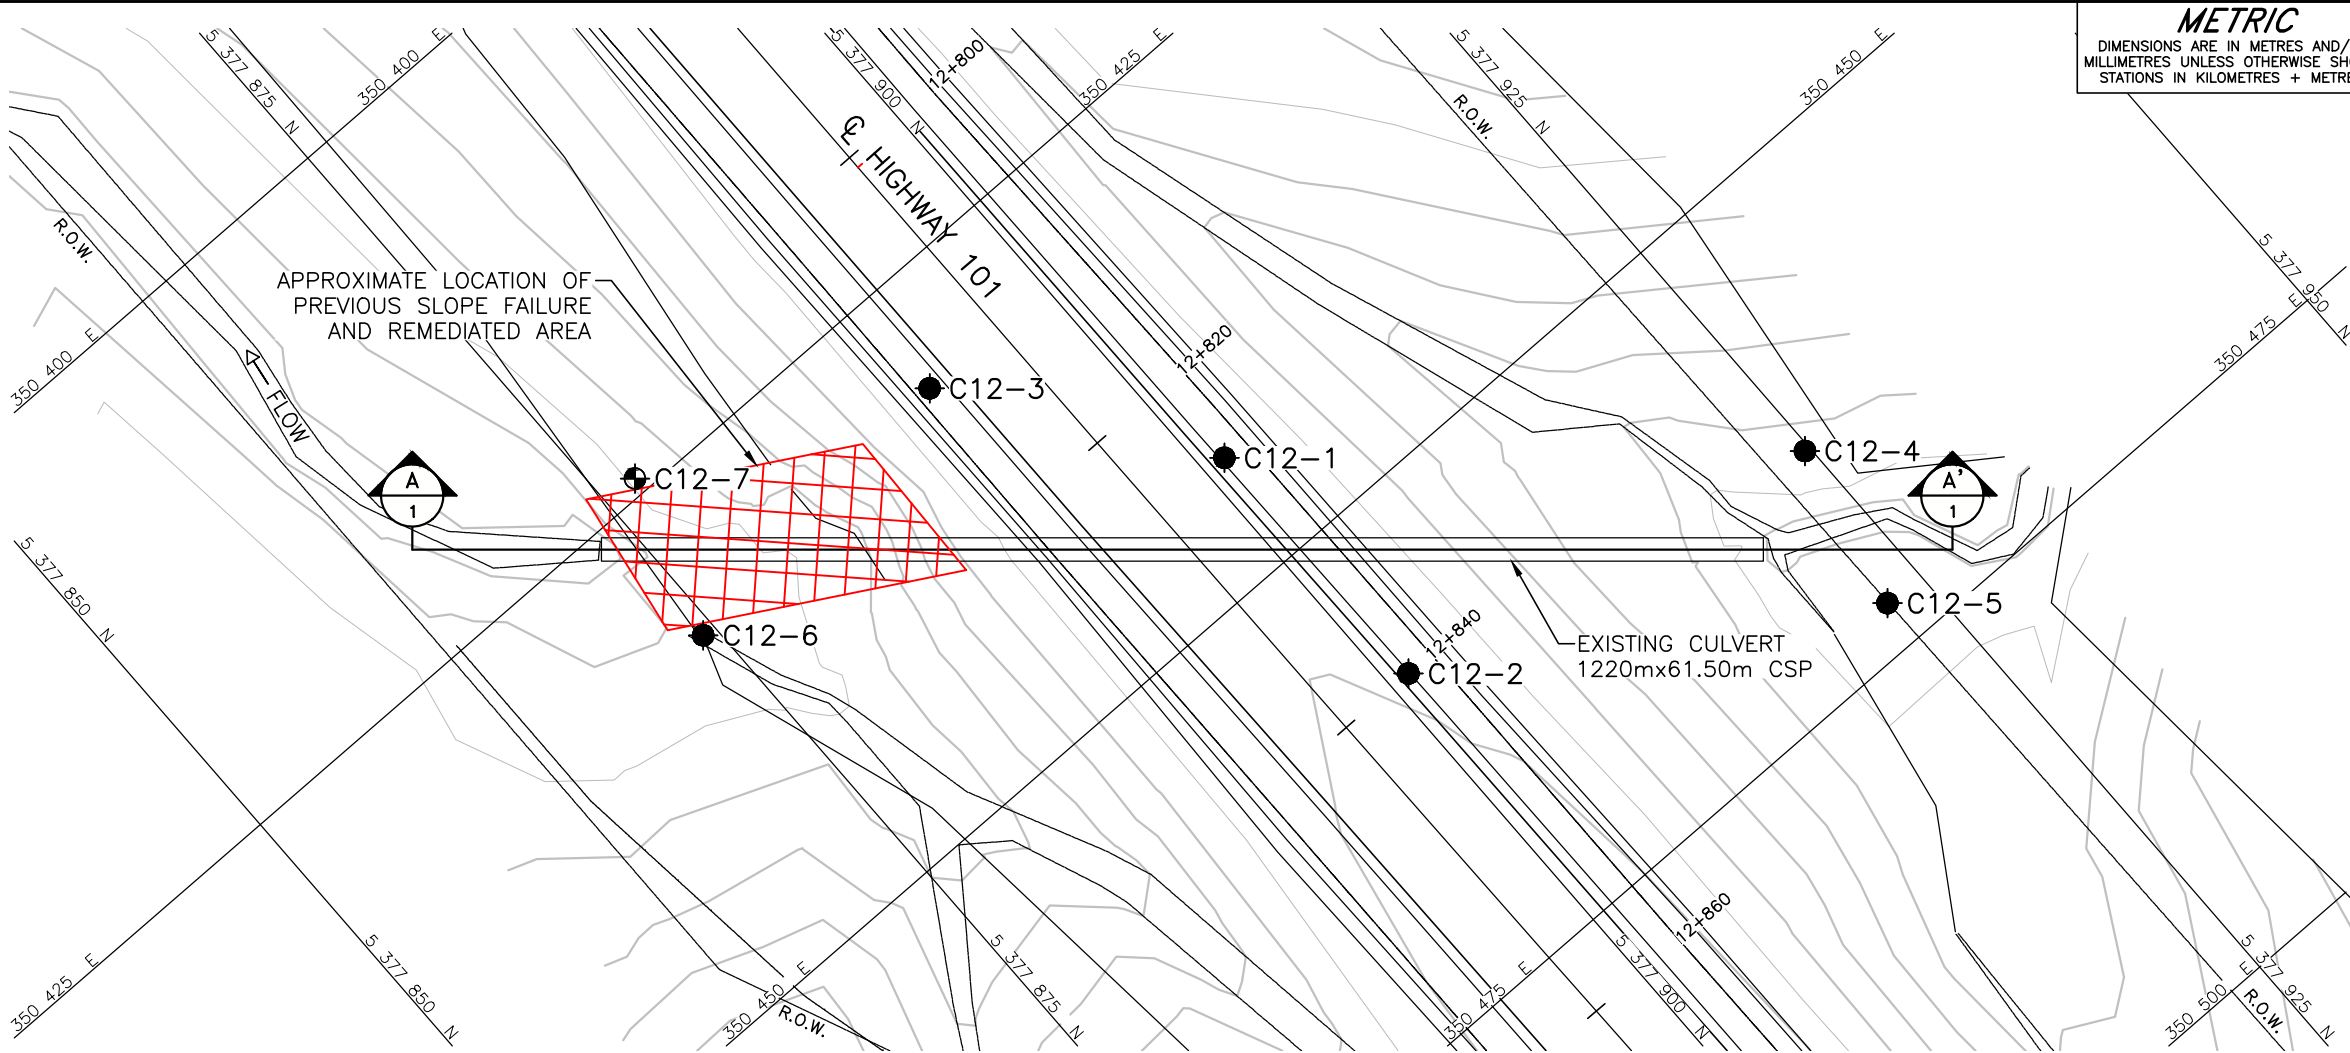 METRIC
DIMENSIONS ARE IN METRES AND/
MILLIMETRES UNLESS OTHERWISE SH
STATIONS IN KILOMETRES + METRE
5 377 875 N
350 400 E
5 377 900 N
12+800
350 425 E
5 377 925 N
R.O.W.
350 450 E
℄ HIGHWAY 101
R.O.W.
5 377 950 N
350 475 E
APPROXIMATE LOCATION OF
PREVIOUS SLOPE FAILURE
AND REMEDIATED AREA
350 400 E
FLOW
12+820
C12-3
C12-1
C12-4
C12-7
A
1
A'
1
5 377 850 N
C12-6
C12-5
12+840
EXISTING CULVERT
1220mx61.50m CSP
C12-2
12+860
350 425 E
5 377 850 N
350 450 E
R.O.W.
5 377 875 N
350 475 E
5 377 900 N
350 500 E
R.O.W.
5 377 925 N